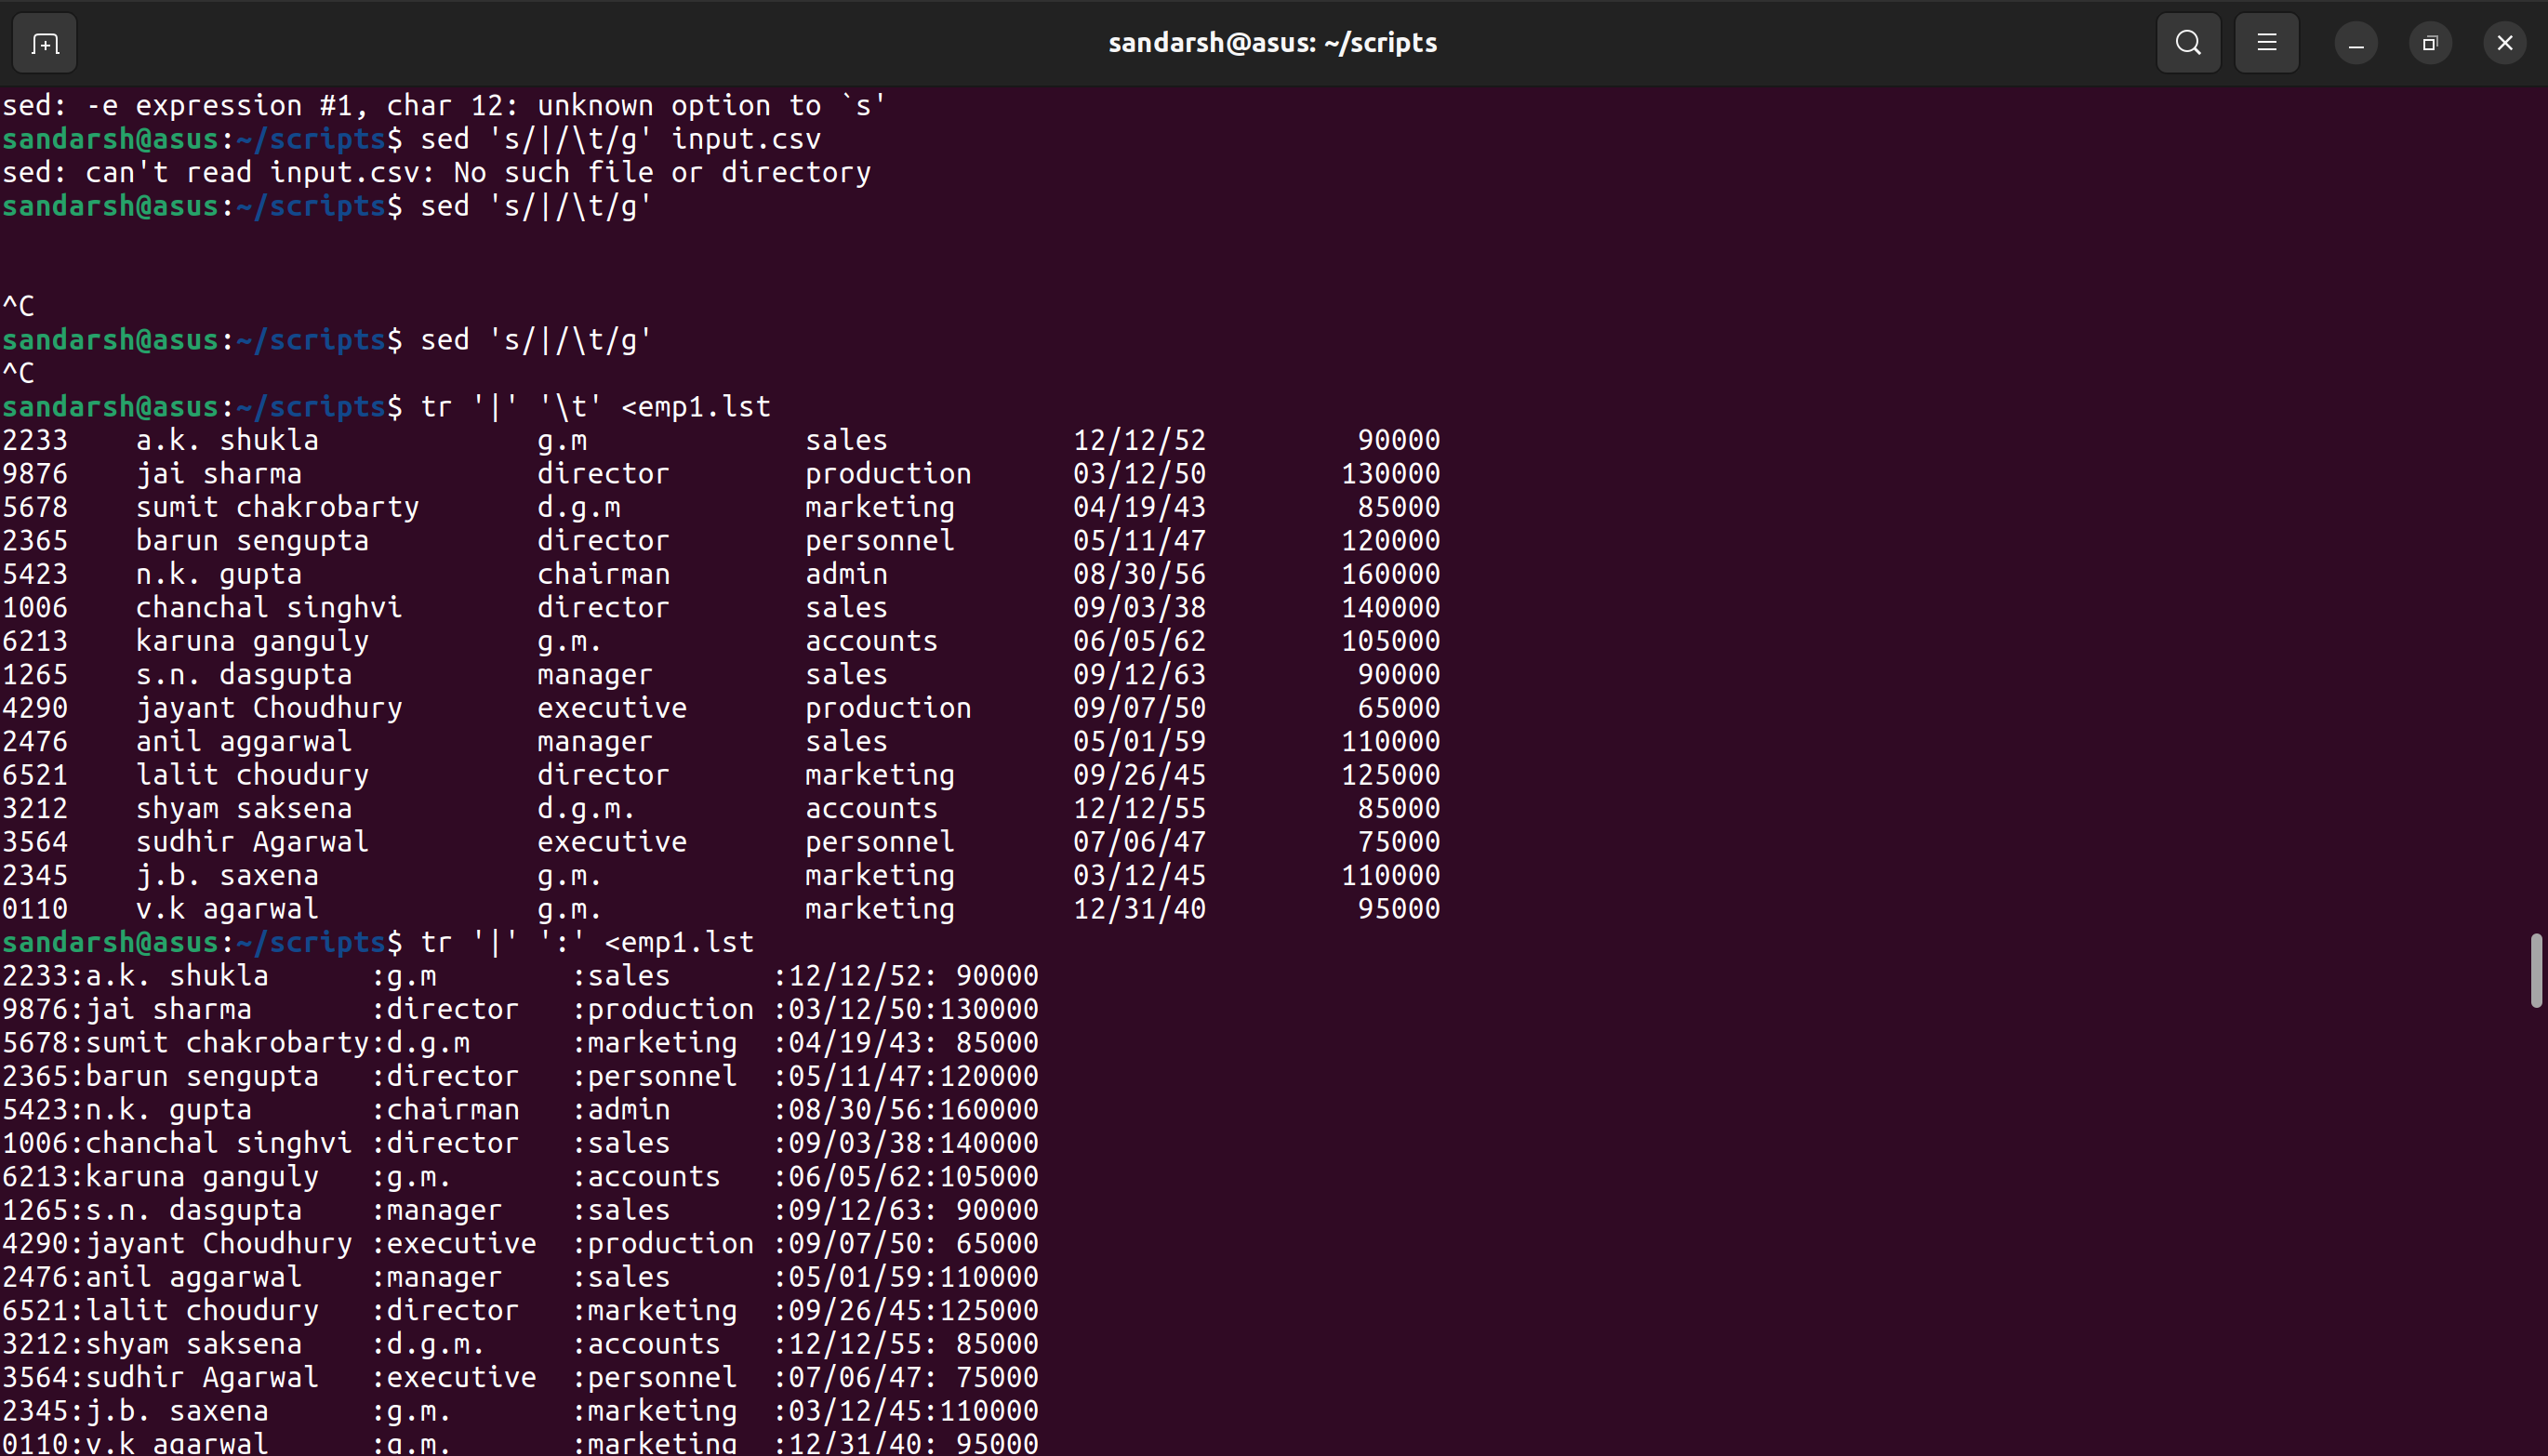 sandarsh@asus: ~/scripts
sed: -e expression #1, char 12: unknown option to `s'
sandarsh@asus:~/scripts$ sed 's/|/\t/g' input.csv
sed: can't read input.csv: No such file or directory
sandarsh@asus:~/scripts$ sed 's/|/\t/g'
^C
sandarsh@asus:~/scripts$ sed 's/|/\t/g'
^C
sandarsh@asus:~/scripts$ tr '|' '\t' <emp1.lst
2233    a.k. shukla             g.m             sales           12/12/52         90000
9876    jai sharma              director        production      03/12/50        130000
5678    sumit chakrobarty       d.g.m           marketing       04/19/43         85000
2365    barun sengupta          director        personnel       05/11/47        120000
5423    n.k. gupta              chairman        admin           08/30/56        160000
1006    chanchal singhvi        director        sales           09/03/38        140000
6213    karuna ganguly          g.m.            accounts        06/05/62        105000
1265    s.n. dasgupta           manager         sales           09/12/63         90000
4290    jayant Choudhury        executive       production      09/07/50         65000
2476    anil aggarwal           manager         sales           05/01/59        110000
6521    lalit choudury          director        marketing       09/26/45        125000
3212    shyam saksena           d.g.m.          accounts        12/12/55         85000
3564    sudhir Agarwal          executive       personnel       07/06/47         75000
2345    j.b. saxena             g.m.            marketing       03/12/45        110000
0110    v.k agarwal             g.m.            marketing       12/31/40         95000
sandarsh@asus:~/scripts$ tr '|' ':' <emp1.lst
2233:a.k. shukla      :g.m        :sales      :12/12/52: 90000
9876:jai sharma       :director   :production :03/12/50:130000
5678:sumit chakrobarty:d.g.m      :marketing  :04/19/43: 85000
2365:barun sengupta   :director   :personnel  :05/11/47:120000
5423:n.k. gupta       :chairman   :admin      :08/30/56:160000
1006:chanchal singhvi :director   :sales      :09/03/38:140000
6213:karuna ganguly   :g.m.       :accounts   :06/05/62:105000
1265:s.n. dasgupta    :manager    :sales      :09/12/63: 90000
4290:jayant Choudhury :executive  :production :09/07/50: 65000
2476:anil aggarwal    :manager    :sales      :05/01/59:110000
6521:lalit choudury   :director   :marketing  :09/26/45:125000
3212:shyam saksena    :d.g.m.     :accounts   :12/12/55: 85000
3564:sudhir Agarwal   :executive  :personnel  :07/06/47: 75000
2345:j.b. saxena      :g.m.       :marketing  :03/12/45:110000
0110:v.k agarwal      :g.m.       :marketing  :12/31/40: 95000